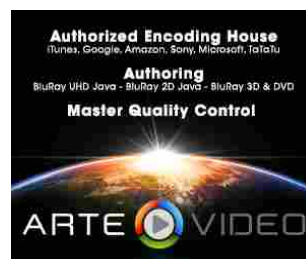 Authorized Encoding House
iTunes, Google, Amazon, Sony, Microsoft, TaTaTu
Authoring
BluRay UHD Java - BluRay 2D Java - BluRay 3D & DVD
Master Quality Control
ARTE VIDEO